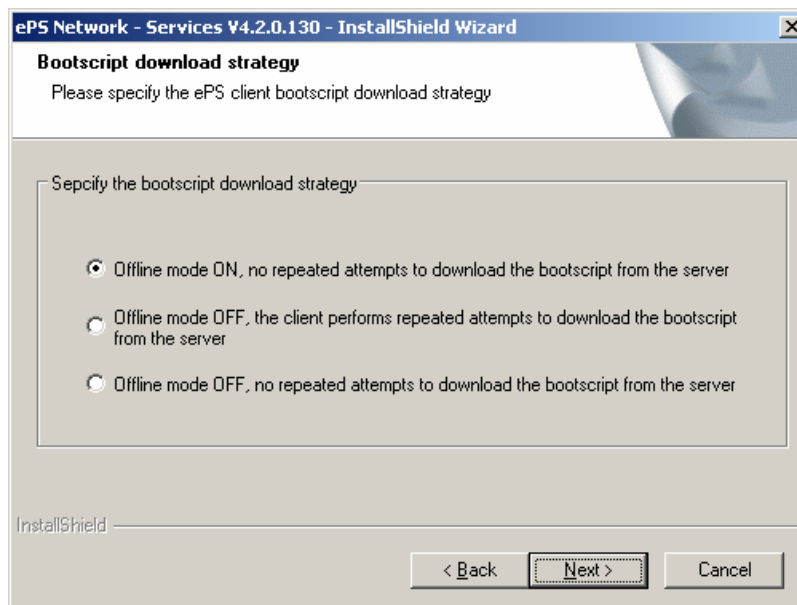 ePS Network - Services V4.2.0.130 - InstallShield Wizard
Bootscript download strategy
Please specify the ePS client bootscript download strategy
Sepcify the bootscript download strategy
Offline mode ON, no repeated attempts to download the bootscript from the server
Offline mode OFF, the client performs repeated attempts to download the bootscript
from the server
Offline mode OFF, no repeated attempts to download the bootscript from the server
InstallShield
< Back
Next >
Cancel